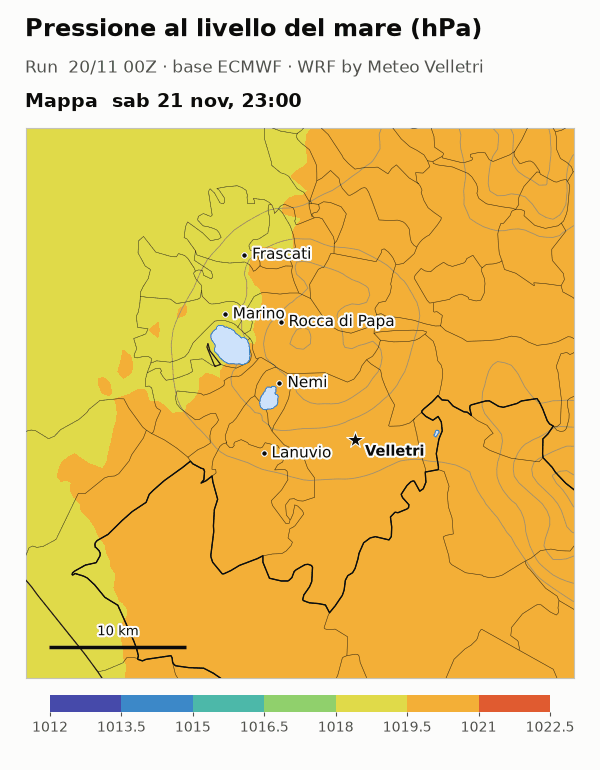 Pressione al livello del mare (hPa)
Run 20/11 00Z · base ECMWF · WRF by Meteo Velletri
Mappa sab 21 nov, 23:00
Frascati
Marino
Rocca di Papa
Nemi
Velletri
Lanuvio
10 km
1012 1013.5 1015 1016.5 1018 1019.5 1021 1022.5